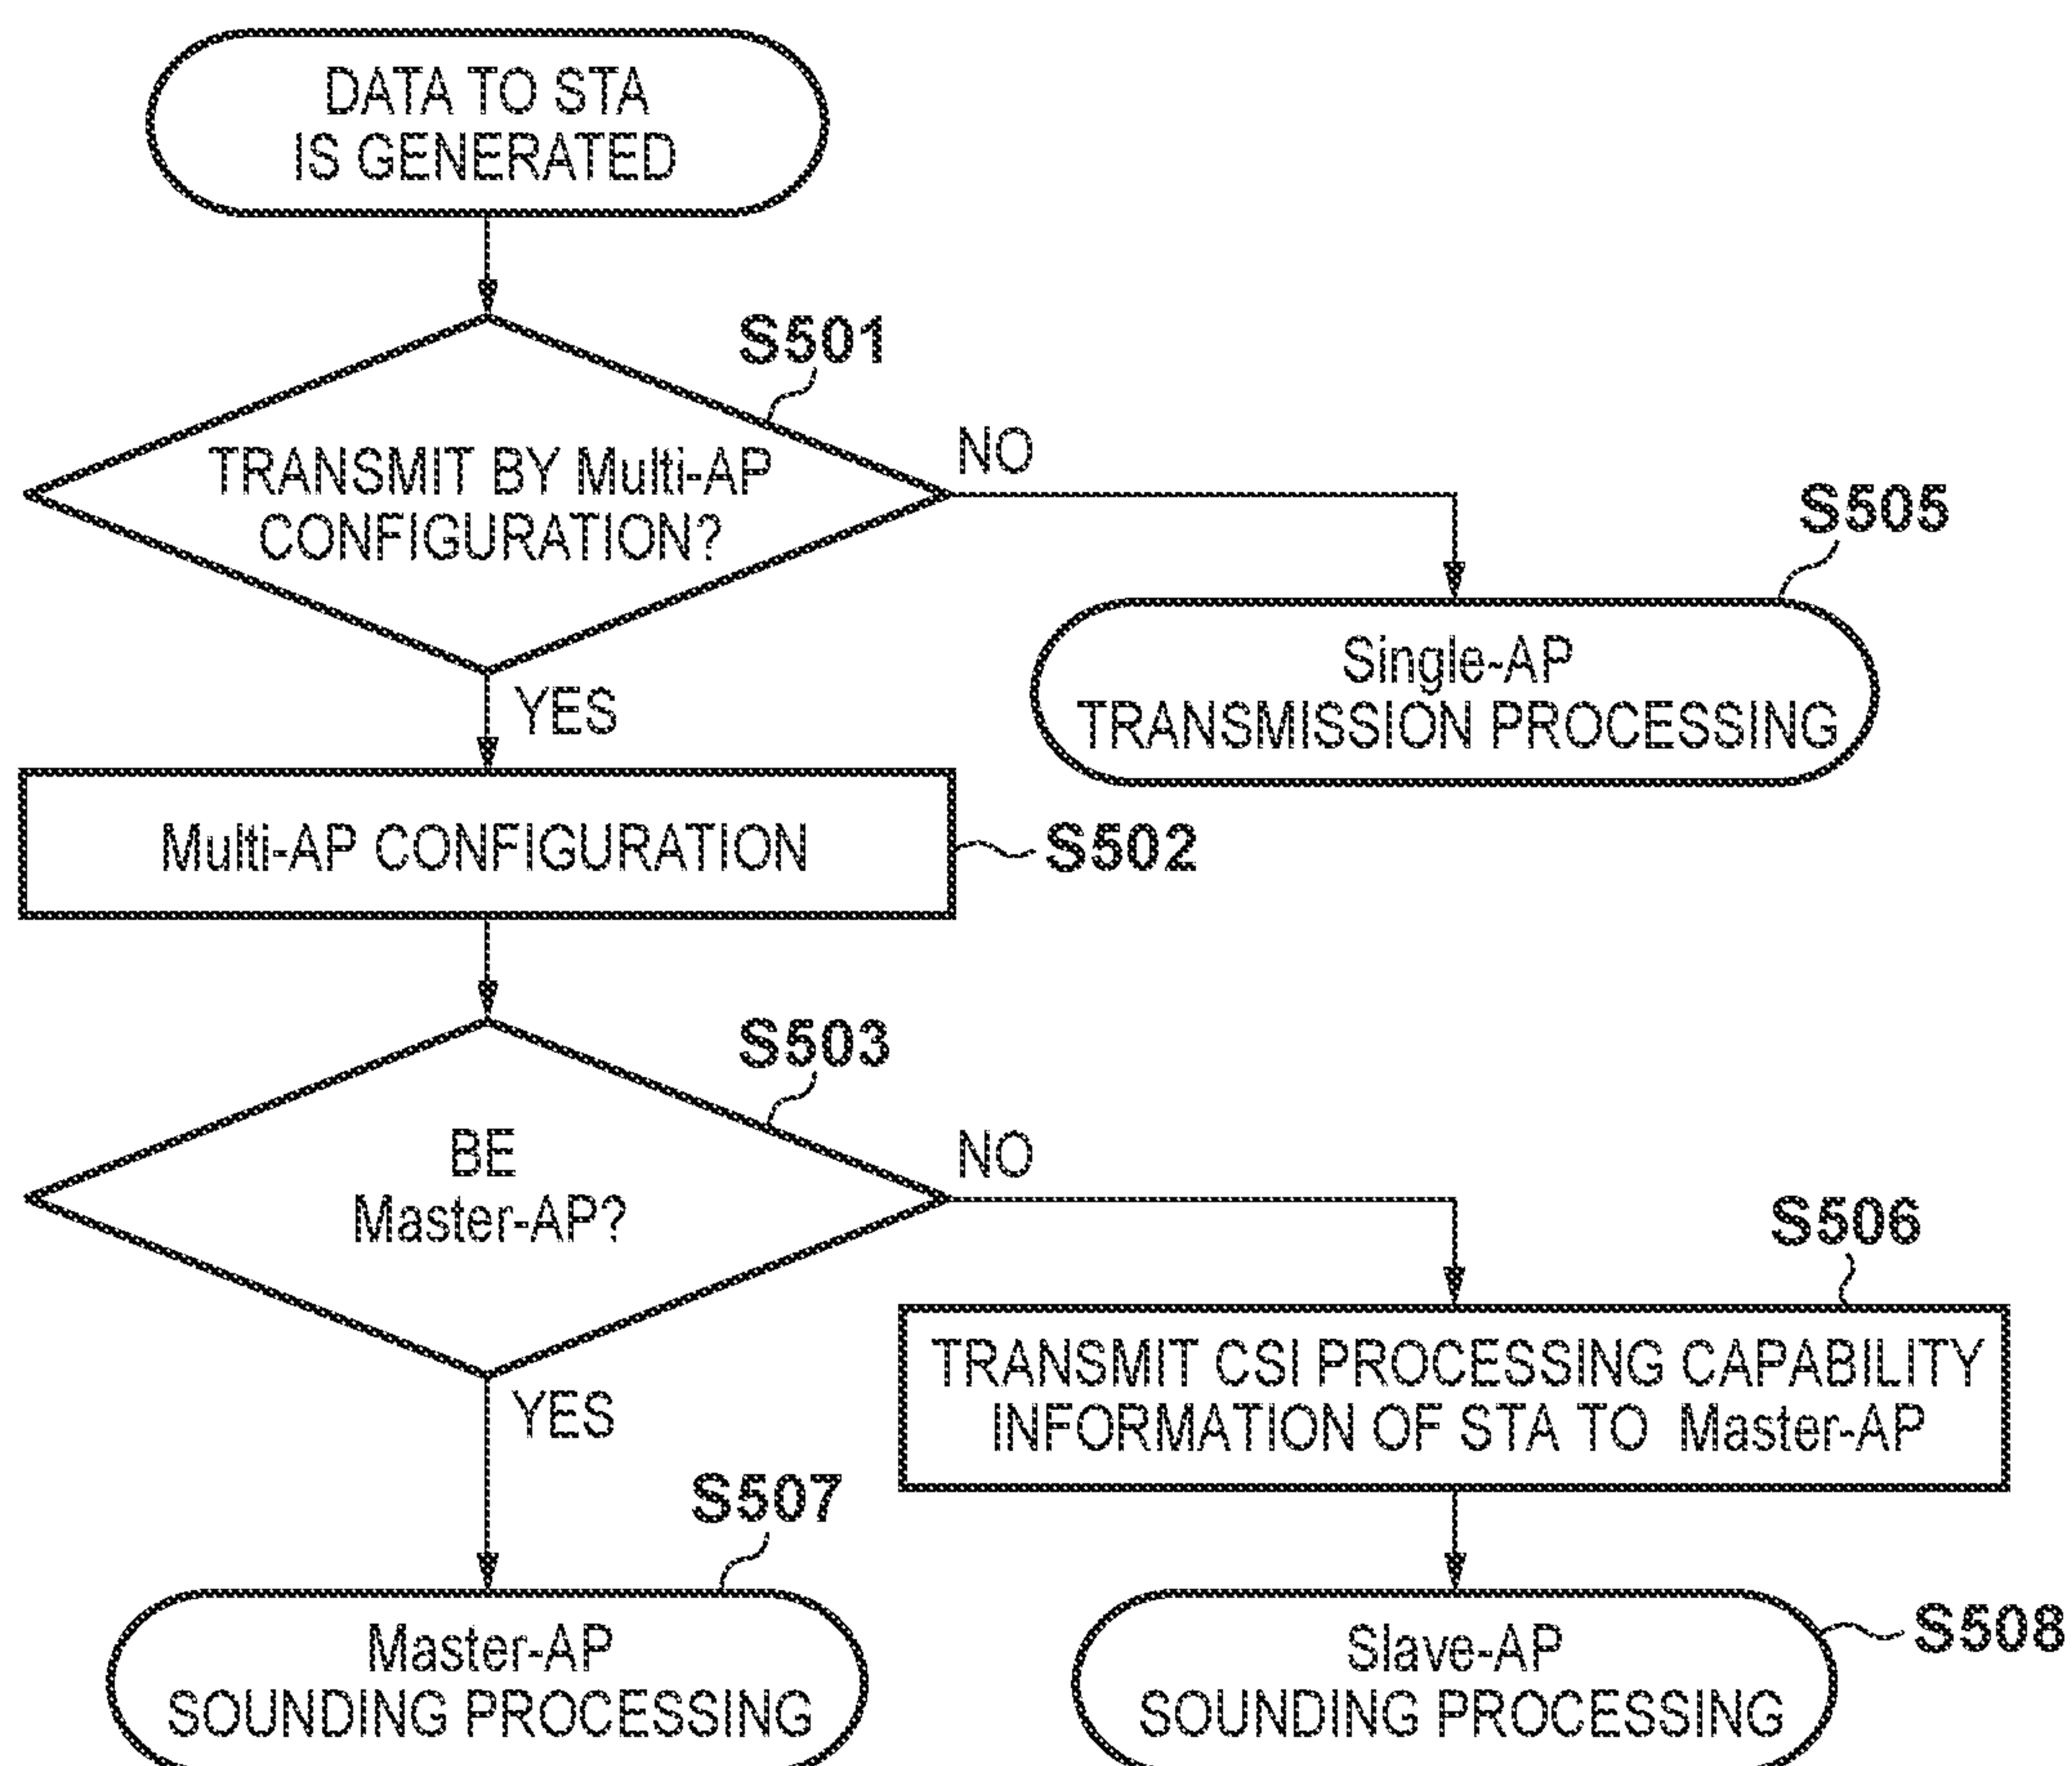 DATA TO STA
IS GENERATED
S501
TRANSMIT BY Multi-AP
CONFIGURATION?
NO
S505
Single-AP
TRANSMISSION PROCESSING
YES
Multi-AP CONFIGURATION
S502
S503
BE
Master-AP?
NO
S506
TRANSMIT CSI PROCESSING CAPABILITY
INFORMATION OF STA TO Master-AP
YES
S507
Master-AP
SOUNDING PROCESSING
Slave-AP
SOUNDING PROCESSING
S508